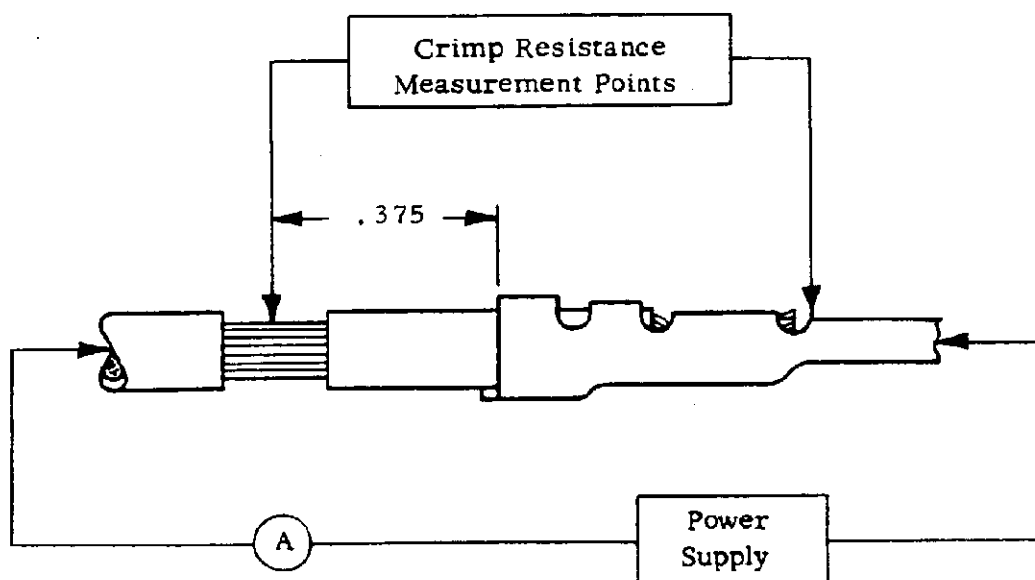 Crimp Resistance
Measurement Points
.375
A
Power
Supply